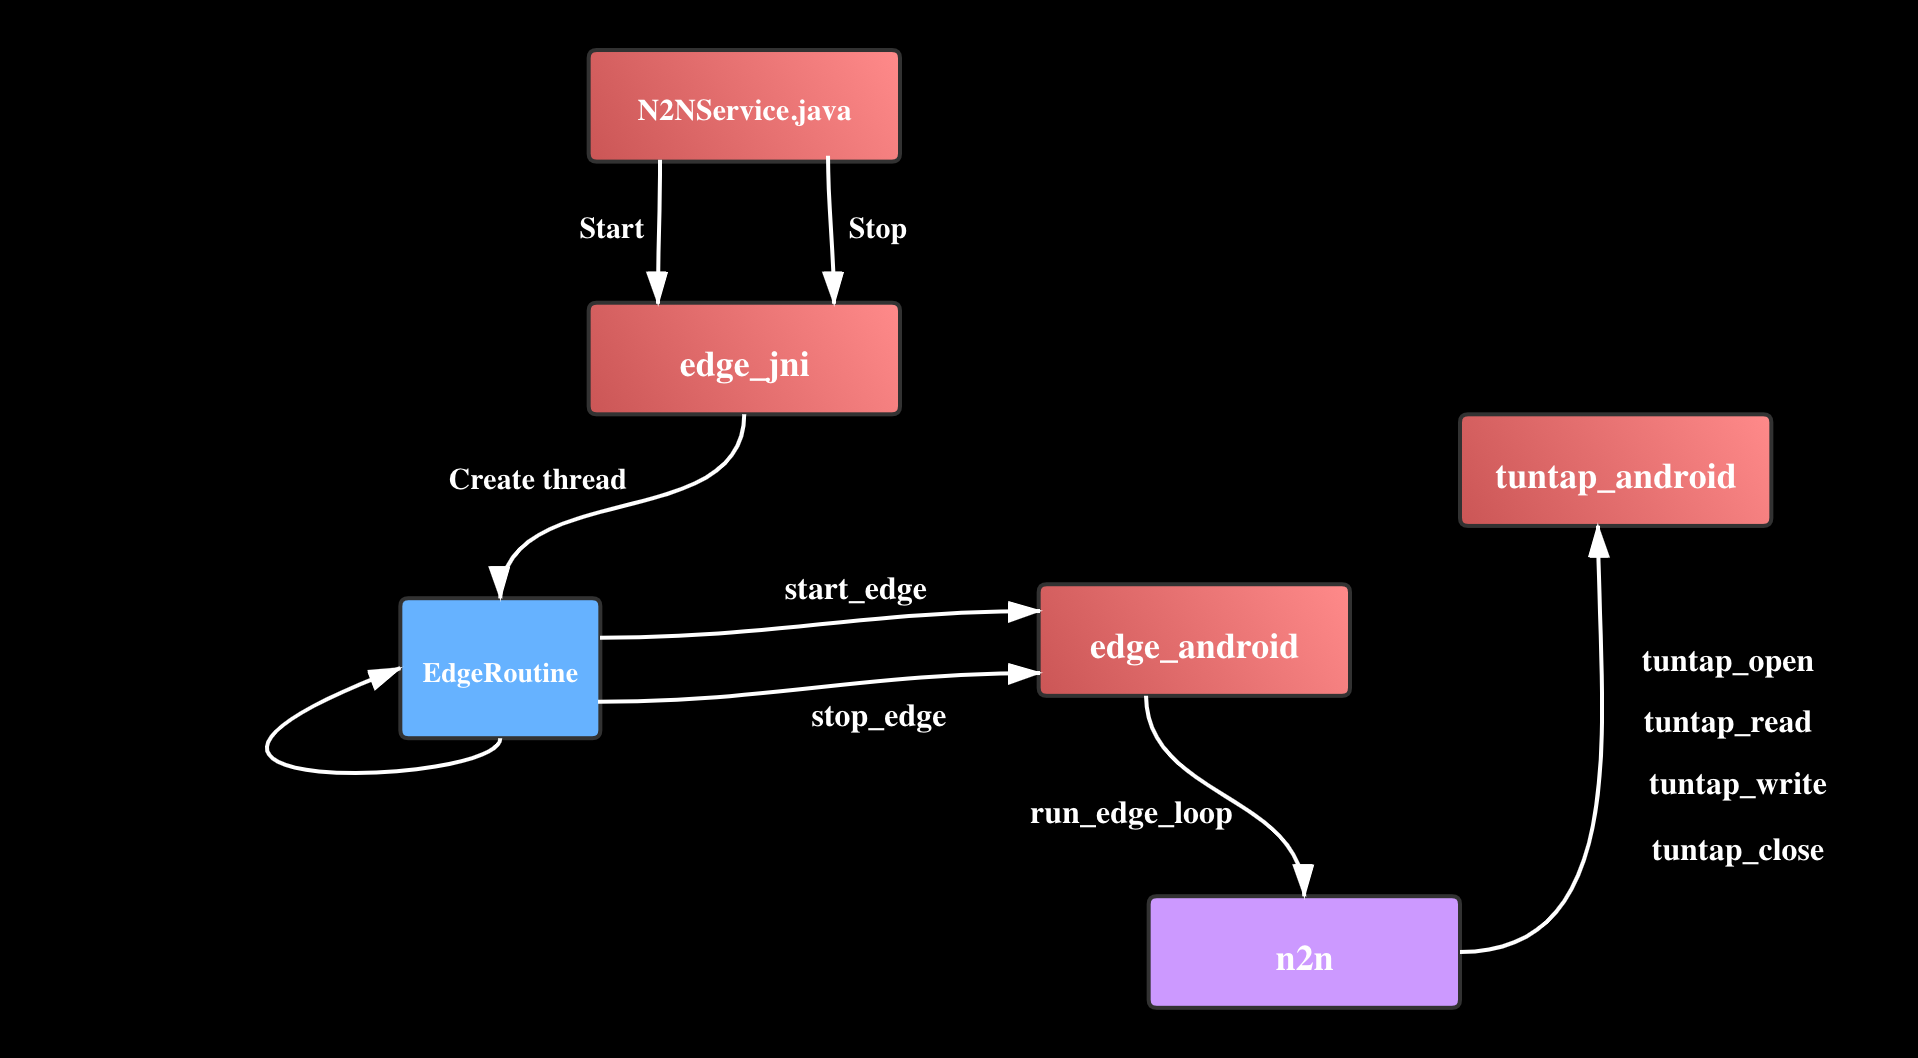 N2NService.java
Start
Stop
edge_jni
Create thread
tuntap_android
start_edge
edge_android
EdgeRoutine
stop_edge
tuntap_open
tuntap_read
tuntap_write
run_edge_loop
tuntap_close
n2n